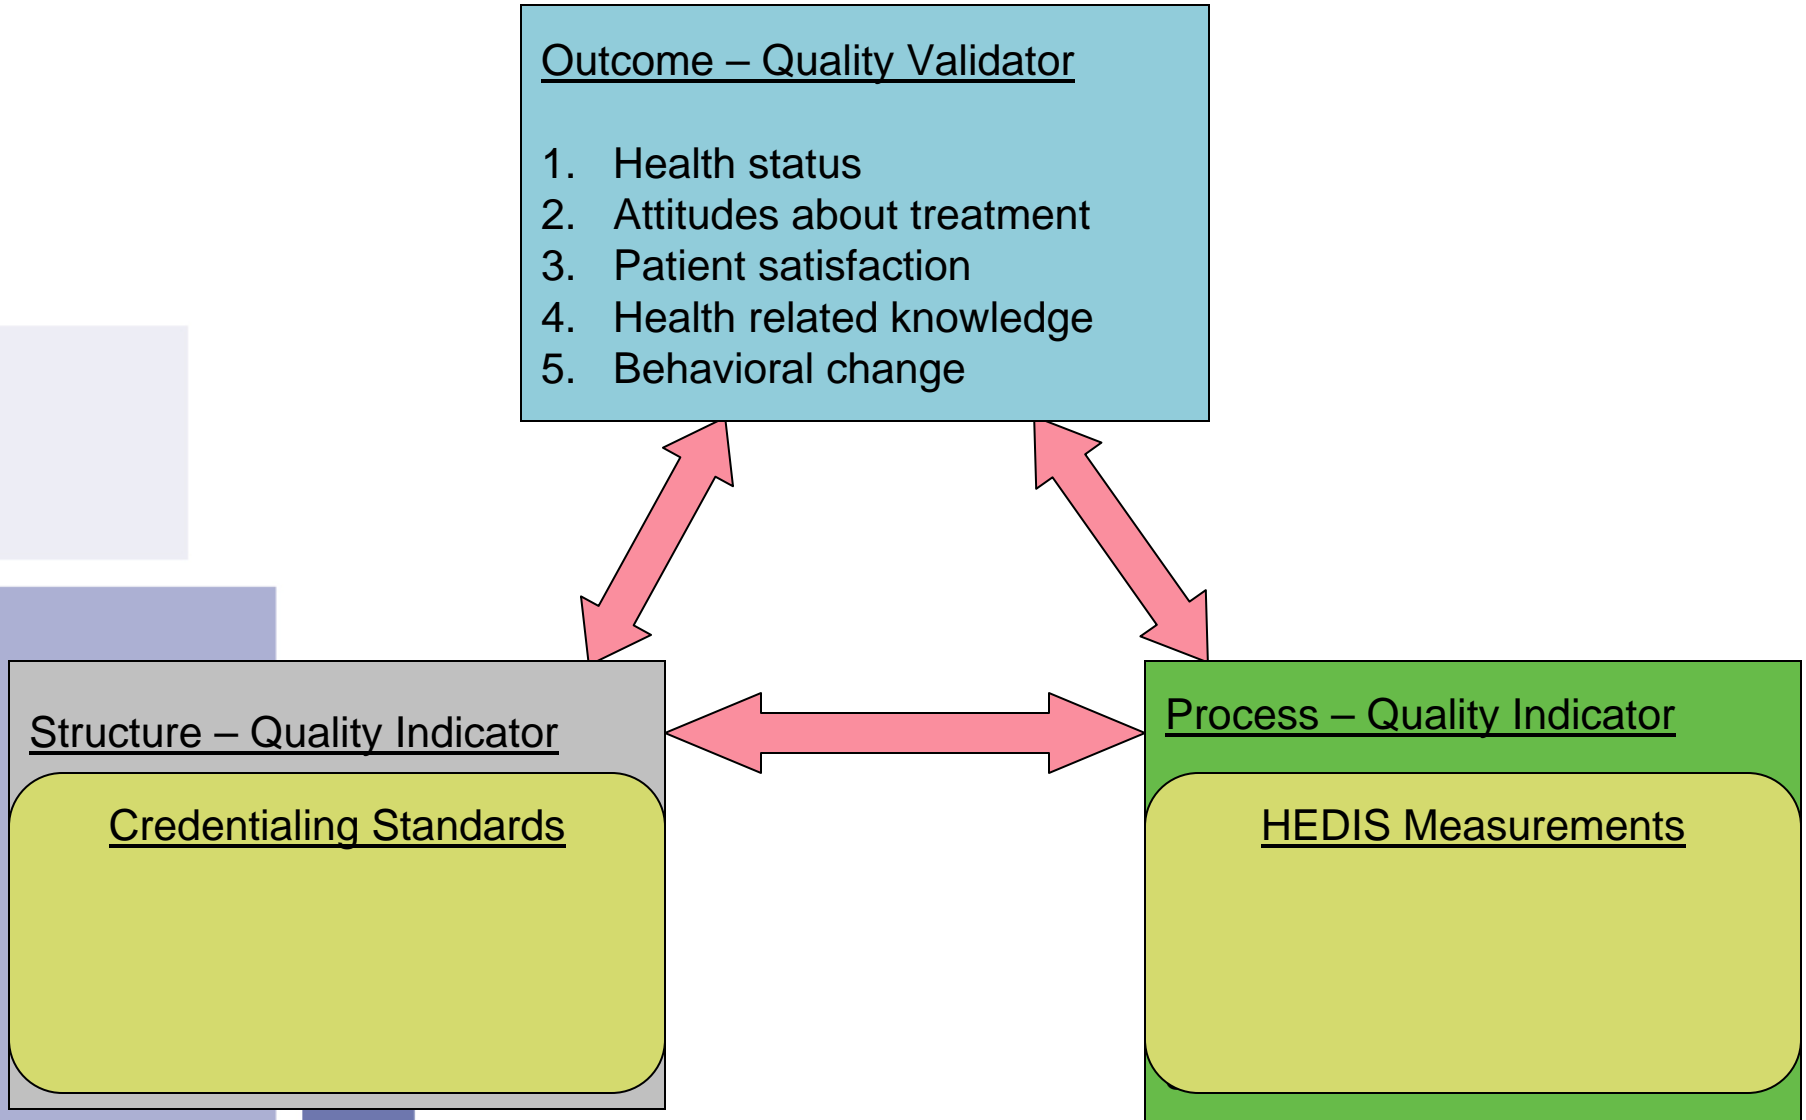 Outcome – Quality Validator
1. Health status
2. Attitudes about treatment
3. Patient satisfaction
4. Health related knowledge
5. Behavioral change
Structure – Quality Indicator
Credentialing Standards
Process – Quality Indicator
HEDIS Measurements